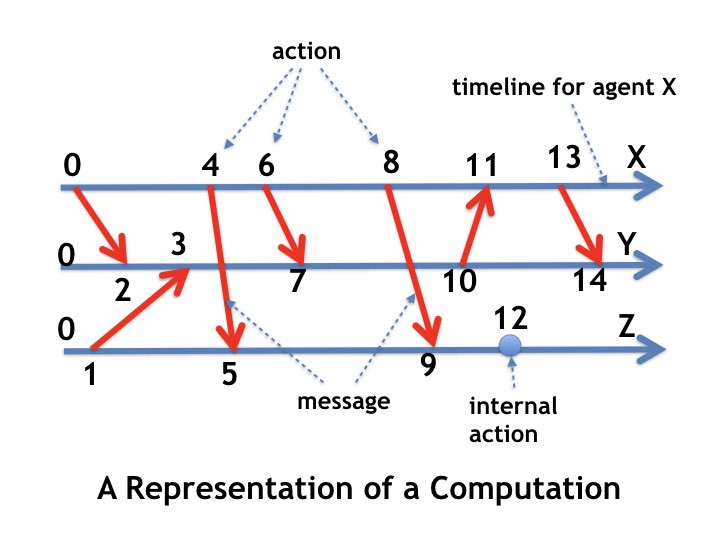 action
timeline for agent X
0 4 6 8 11 13 X
0 3 Y
2 7 10 14
0 12 Z
1 5 9
message
internal
action
A Representation of a Computation